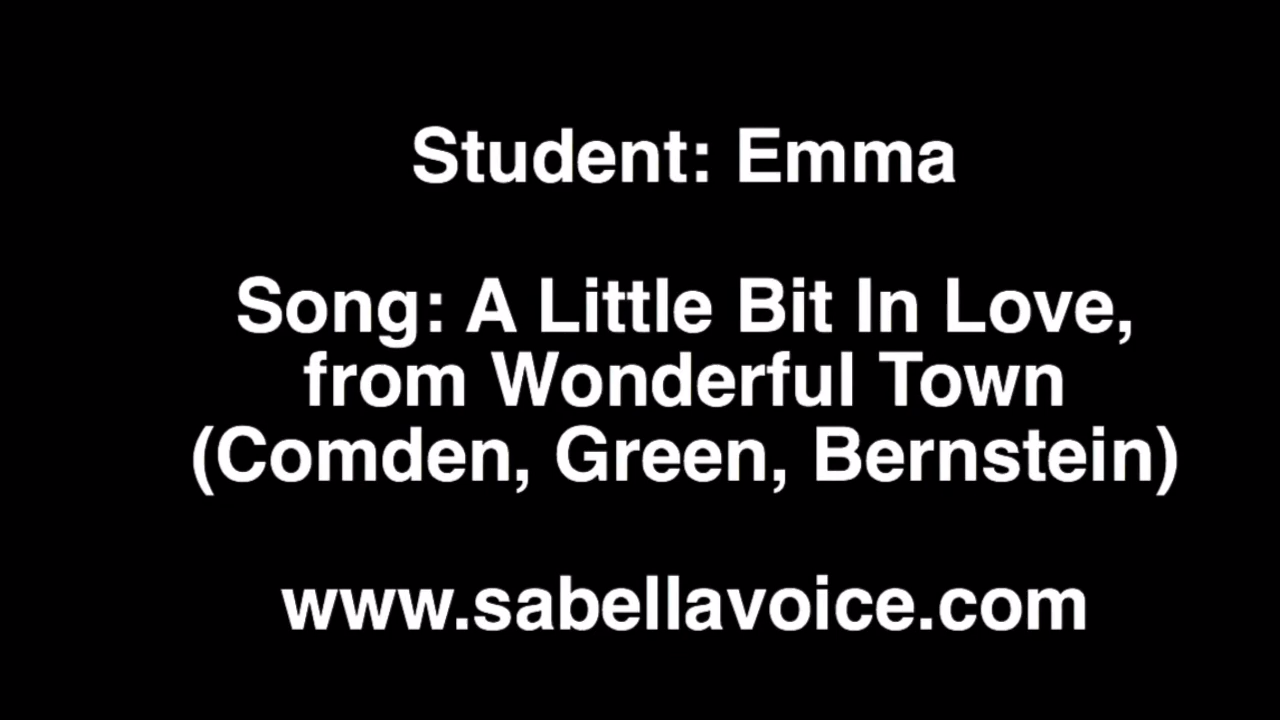 Student: Emma
Song: A Little Bit In Love,
from Wonderful Town
(Comden, Green, Bernstein)
www.sabellavoice.com